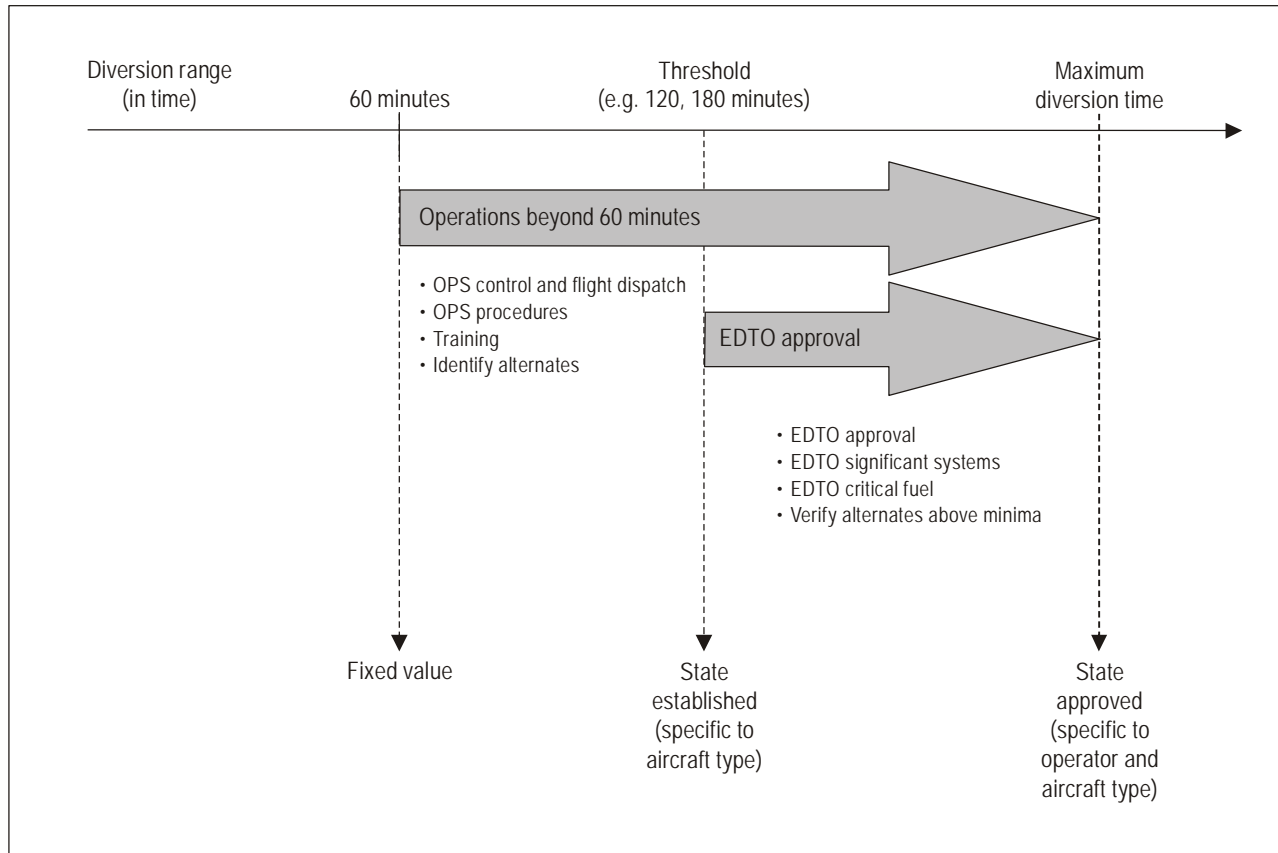 Diversion range
(in time)
60 minutes
Threshold
(e.g. 120, 180 minutes)
Maximum
diversion time
Operations beyond 60 minutes
• OPS control and flight dispatch
• OPS procedures
• Training
• Identify alternates
EDTO approval
• EDTO approval
• EDTO significant systems
• EDTO critical fuel
• Verify alternates above minima
Fixed value
State
established
(specific to
aircraft type)
State
approved
(specific to
operator and
aircraft type)